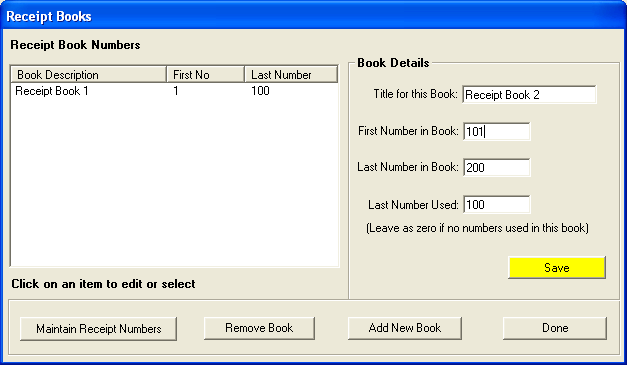 Receipt Books
Receipt Book Numbers
Book Description First No Last Number
Receipt Book 1 1 100
Book Details
Title for this Book: Receipt Book 2
First Number in Book: 101
Last Number in Book: 200
Last Number Used: 100
(Leave as zero if no numbers used in this book)
Save
Click on an item to edit or select
Maintain Receipt Numbers Remove Book Add New Book Done